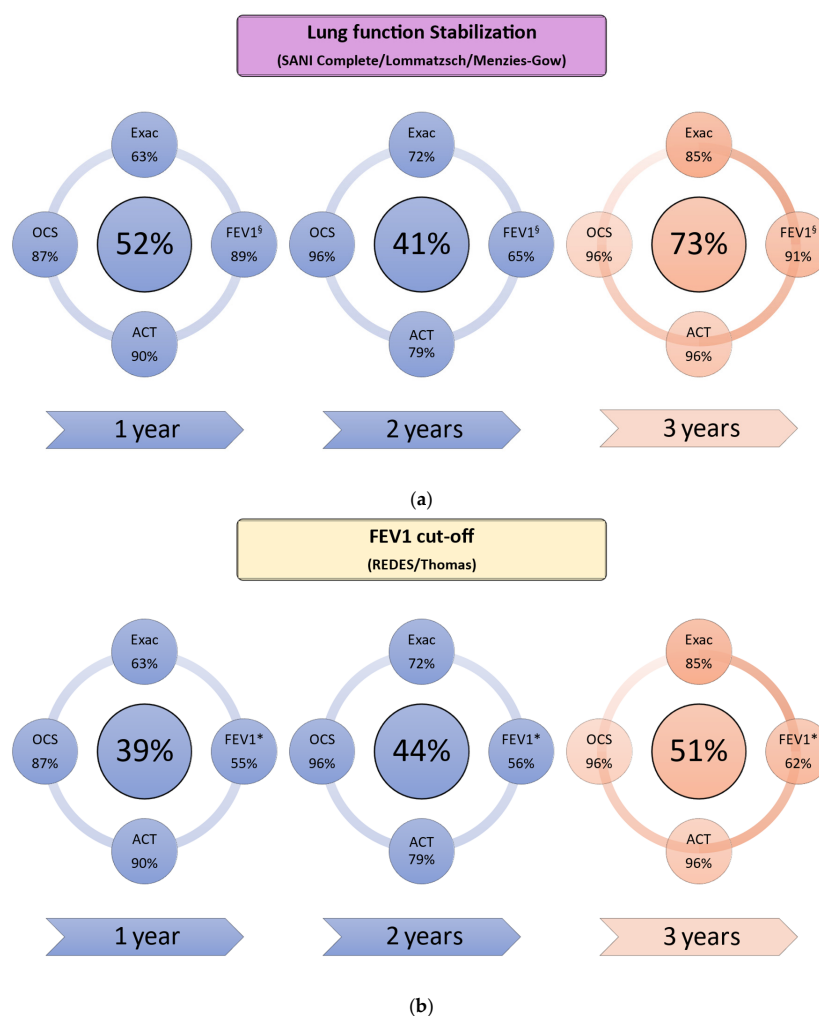 Lung function Stabilization
(SANI Complete/Lommatzsch/Menzies-Gow)
Exac
63%
OCS
87%
52%
FEV1§
89%
ACT
90%
Exac
72%
OCS
96%
41%
FEV1§
65%
ACT
79%
Exac
85%
OCS
96%
73%
FEV1§
91%
ACT
96%
1 year
2 years
3 years
(a)
FEV1 cut-off
(REDES/Thomas)
Exac
63%
OCS
87%
39%
FEV1*
55%
ACT
90%
Exac
72%
OCS
96%
44%
FEV1*
56%
ACT
79%
Exac
85%
OCS
96%
51%
FEV1*
62%
ACT
96%
1 year
2 years
3 years
(b)